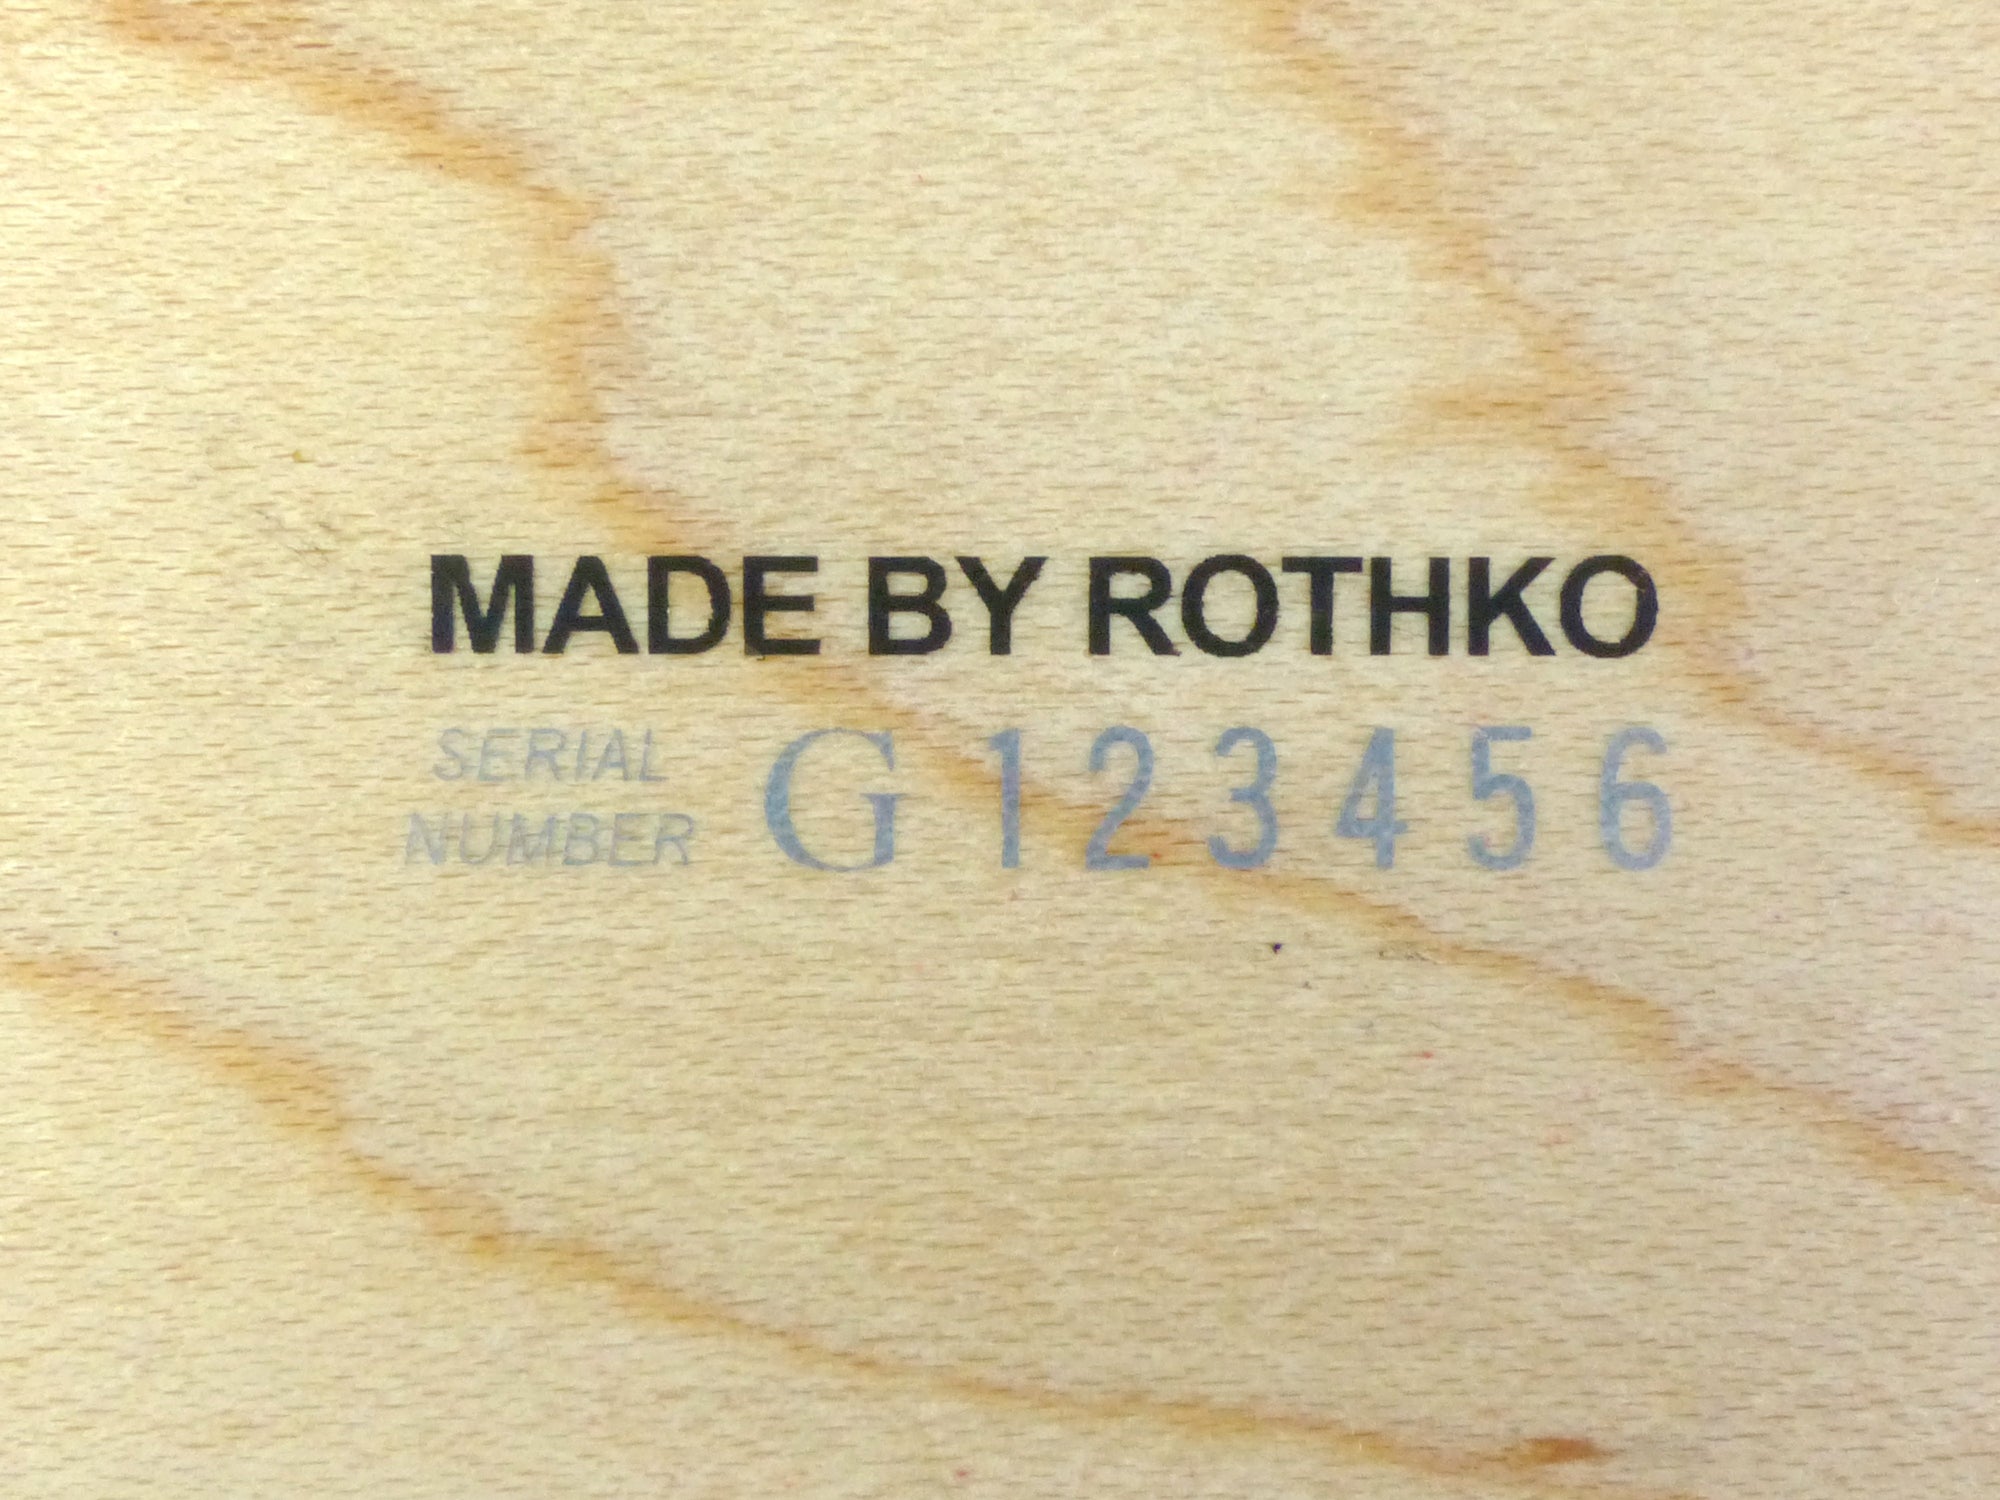 MADE BY ROTHKO
SERIAL NUMBER G 123456